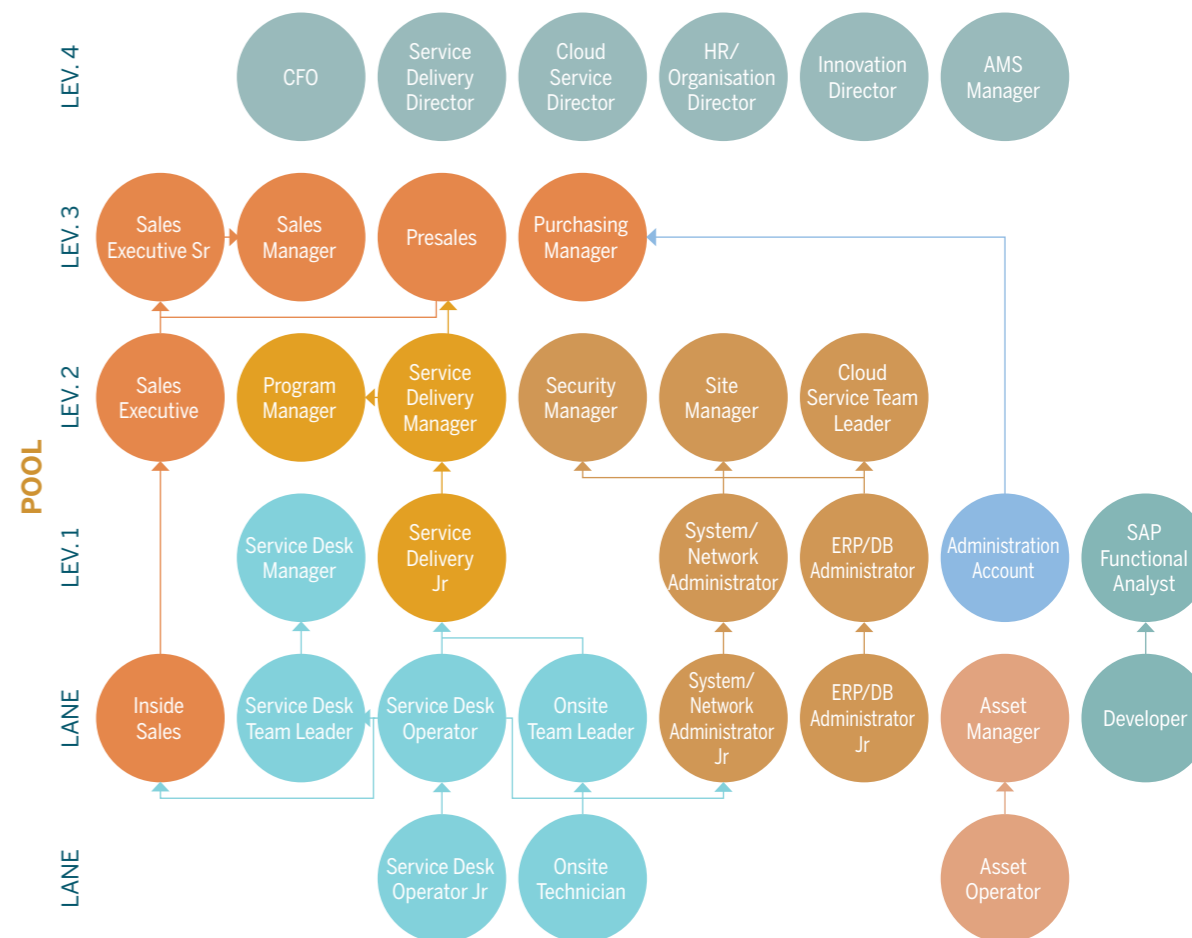 LEV. 4
CFO
Service
Delivery
Director
Cloud
Service
Director
HR/
Organisation
Director
Innovation
Director
AMS
Manager
LEV. 3
Sales
Executive Sr
Sales
Manager
Presales
Purchasing
Manager
POOL
LEV. 2
Sales
Executive
Program
Manager
Service
Delivery
Manager
Security
Manager
Site
Manager
Cloud
Service Team
Leader
LEV. 1
Service Desk
Manager
Service
Delivery
Jr
System/
Network
Administrator
ERP/DB
Administrator
Administration
Account
SAP
Functional
Analyst
LANE
Inside
Sales
Service Desk
Team Leader
Service Desk
Operator
Onsite
Team Leader
System/
Network
Administrator
Jr
ERP/DB
Administrator
Jr
Asset
Manager
Developer
LANE
Service Desk
Operator Jr
Onsite
Technician
Asset
Operator